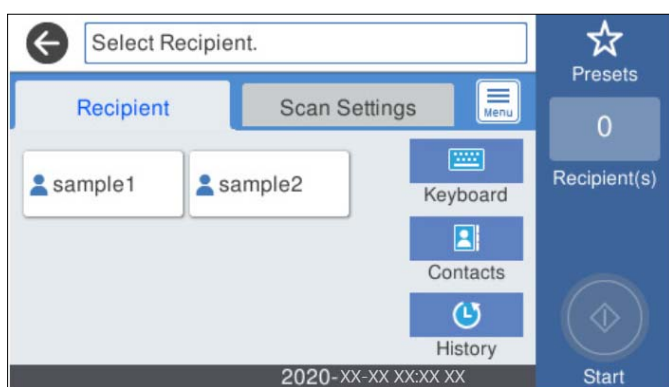 Select Recipient.
Presets
Recipient
Scan Settings
Menu
0
Recipient(s)
sample1
sample2
Keyboard
Contacts
History
2020-XX-XX XX:XX XX
Start